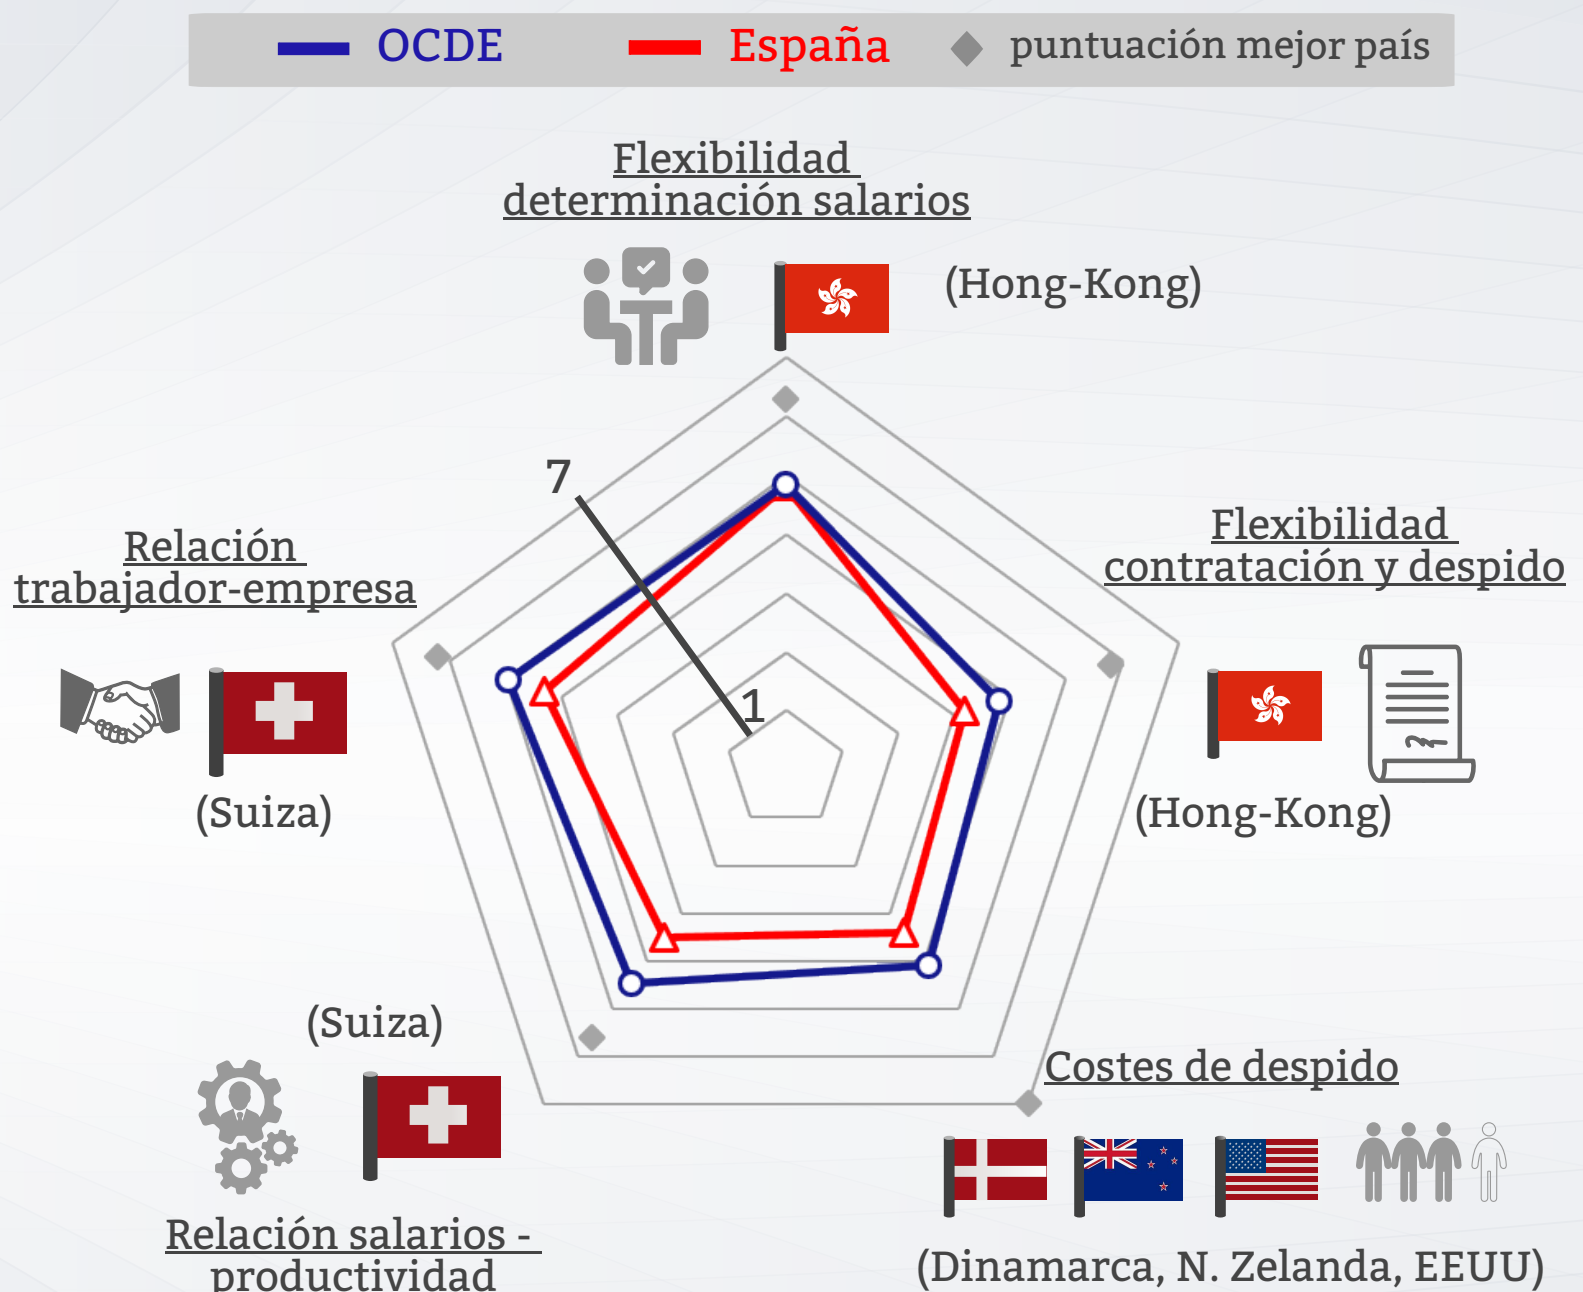 OCDE
España
puntuación mejor país
Flexibilidad
determinación salarios
(Hong-Kong)
7
1
Flexibilidad
contratación y despido
(Hong-Kong)
Relación
trabajador-empresa
(Suiza)
(Suiza)
Relación salarios -
productividad
Costes de despido
(Dinamarca, N. Zelanda, EEUU)